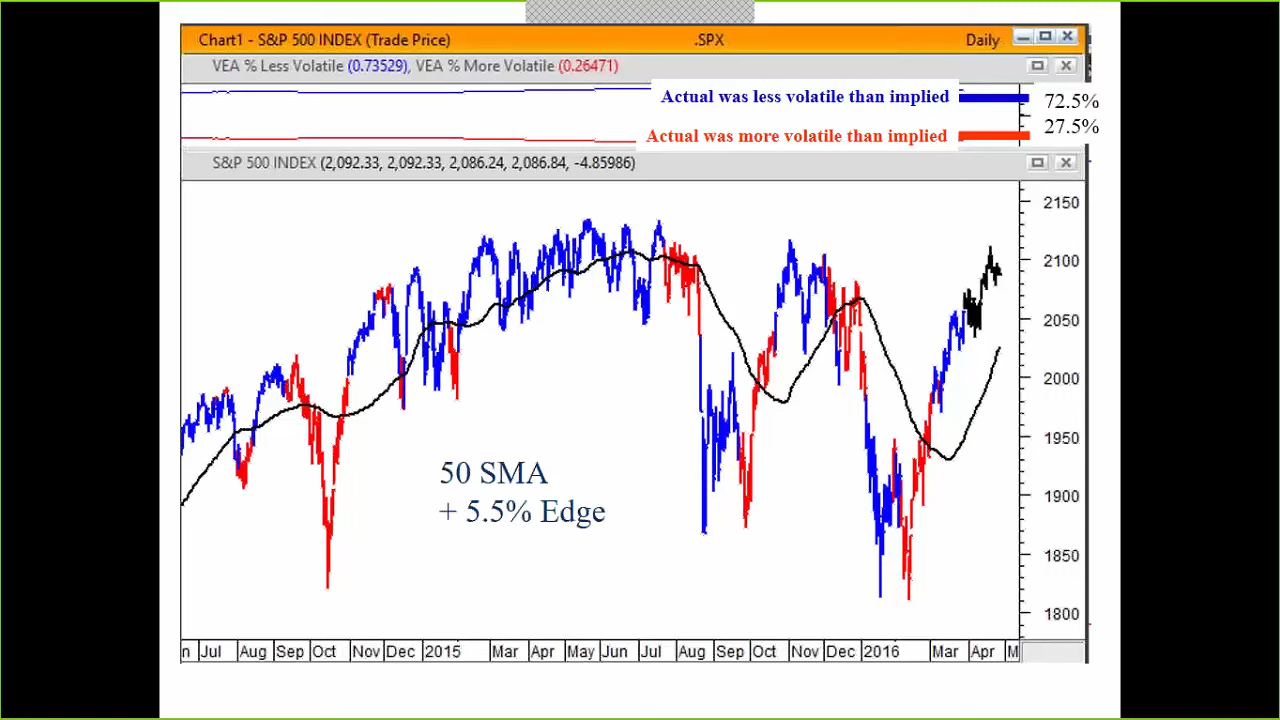 Chart1 - S&P 500 INDEX (Trade Price) .SPX Daily
VEA % Less Volatile (0.73529), VEA % More Volatile (0.26471)
Actual was less volatile than implied 72.5%
Actual was more volatile than implied 27.5%
S&P 500 INDEX (2,092.33, 2,092.33, 2,086.24, 2,086.84, -4.85986)
2150
2100
2050
2000
1950
1900
1850
1800
50 SMA
+ 5.5% Edge
n Jul Aug Sep Oct Nov Dec 2015 Mar Apr May Jun Jul Aug Sep Oct Nov Dec 2016 Mar Apr M